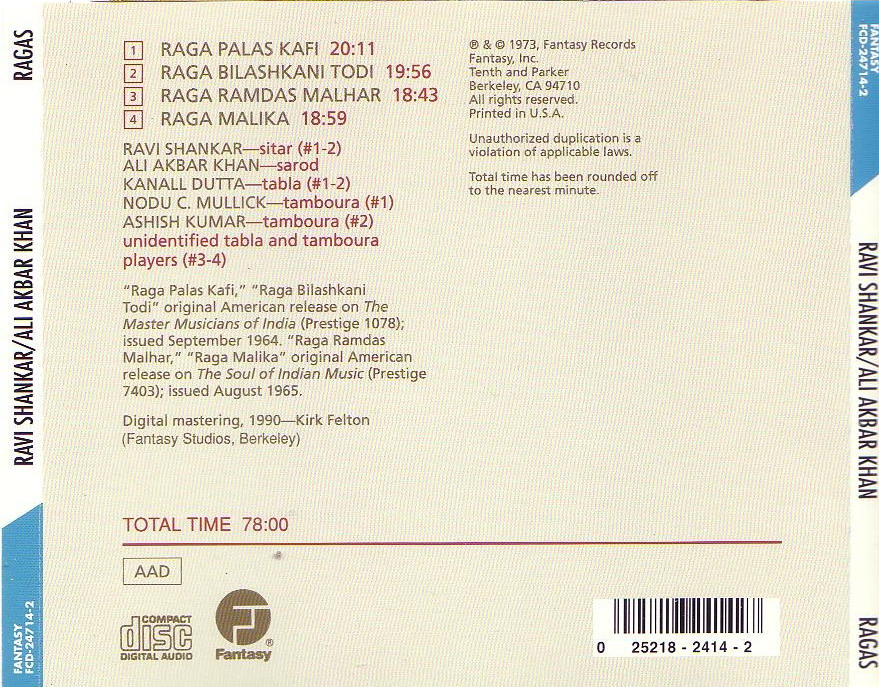 RAGAS
RAVI SHANKAR/ALI AKBAR KHAN
FANTASY
FCD-24714-2
1 RAGA PALAS KAFI 20:11
2 RAGA BILASHKANI TODI 19:56
3 RAGA RAMDAS MALHAR 18:43
4 RAGA MALIKA 18:59
RAVI SHANKAR—sitar (#1-2)
ALI AKBAR KHAN—sarod
KANALL DUTTA—tabla (#1-2)
NODU C. MULLICK—tamboura (#1)
ASHISH KUMAR—tamboura (#2)
unidentified tabla and tamboura
players (#3-4)
“Raga Palas Kafi,” “Raga Bilashkani
Todi” original American release on The
Master Musicians of India (Prestige 1078);
issued September 1964. “Raga Ramdas
Malhar,” “Raga Malika” original American
release on The Soul of Indian Music (Prestige
7403); issued August 1965.
Digital mastering, 1990—Kirk Felton
(Fantasy Studios, Berkeley)
℗ & © 1973, Fantasy Records
Fantasy, Inc.
Tenth and Parker
Berkeley, CA 94710
All rights reserved.
Printed in U.S.A.
Unauthorized duplication is a
violation of applicable laws.
Total time has been rounded off
to the nearest minute.
TOTAL TIME 78:00
AAD
COMPACT
disc
DIGITAL AUDIO
Fantasy®
0 25218 - 2414 - 2
FANTASY
FCD-24714-2
RAVI SHANKAR/ALI AKBAR KHAN
RAGAS